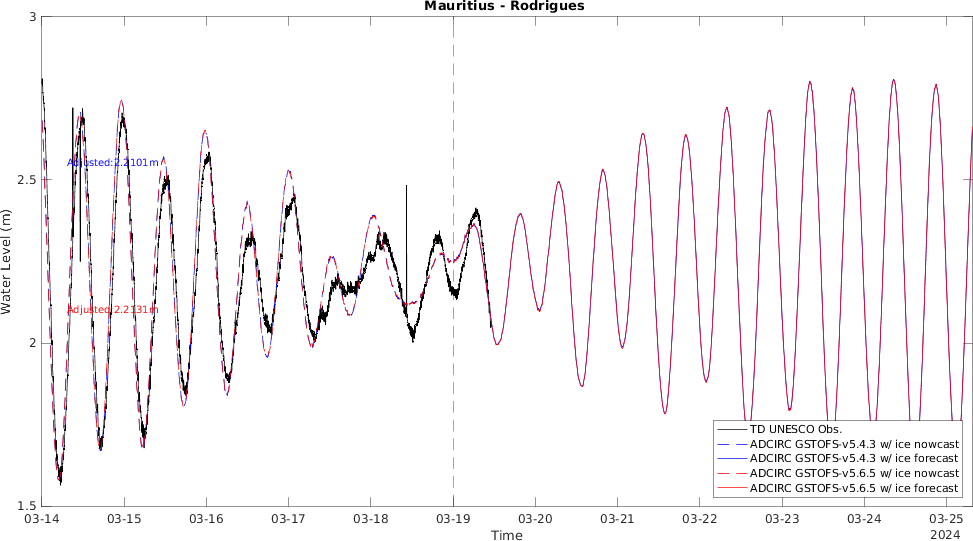 Mauritius - Rodrigues
3
2.5
2
1.5
Water Level (m)
Adjusted:2.2101m
Adjusted:2.2131m
TD UNESCO Obs.
ADCIRC GSTOFS-v5.4.3 w/ ice nowcast
ADCIRC GSTOFS-v5.4.3 w/ ice forecast
ADCIRC GSTOFS-v5.6.5 w/ ice nowcast
ADCIRC GSTOFS-v5.6.5 w/ ice forecast
03-14 03-15 03-16 03-17 03-18 03-19 03-20 03-21 03-22 03-23 03-24 03-25
Time
2024